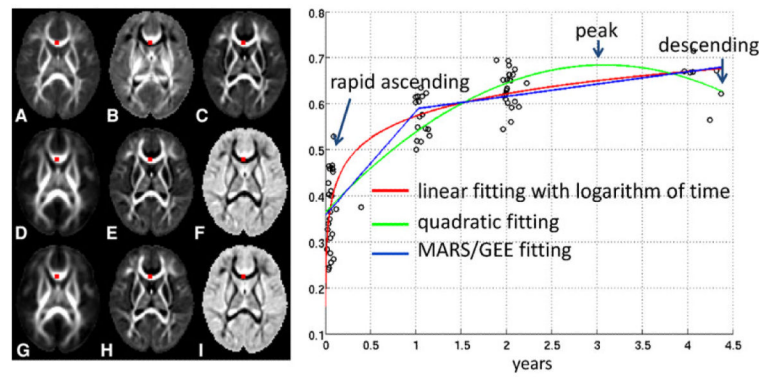 A
B
C
D
E
F
G
H
I
0.8
0.7
0.6
0.5
0.4
0.3
0.2
0.1
peak
descending
rapid ascending
linear fitting with logarithm of time
quadratic fitting
MARS/GEE fitting
0 0.5 1 1.5 2 2.5 3 3.5 4 4.5
years